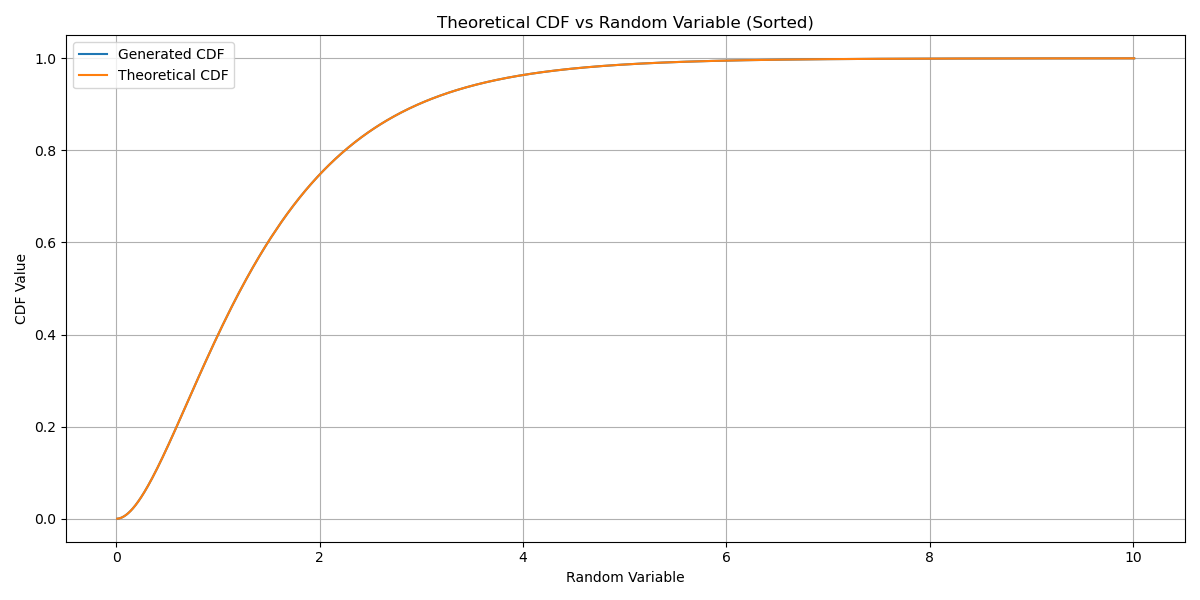 Theoretical CDF vs Random Variable (Sorted)
Generated CDF
Theoretical CDF
CDF Value
1.0
0.8
0.6
0.4
0.2
0.0
0 2 4 6 8 10
Random Variable